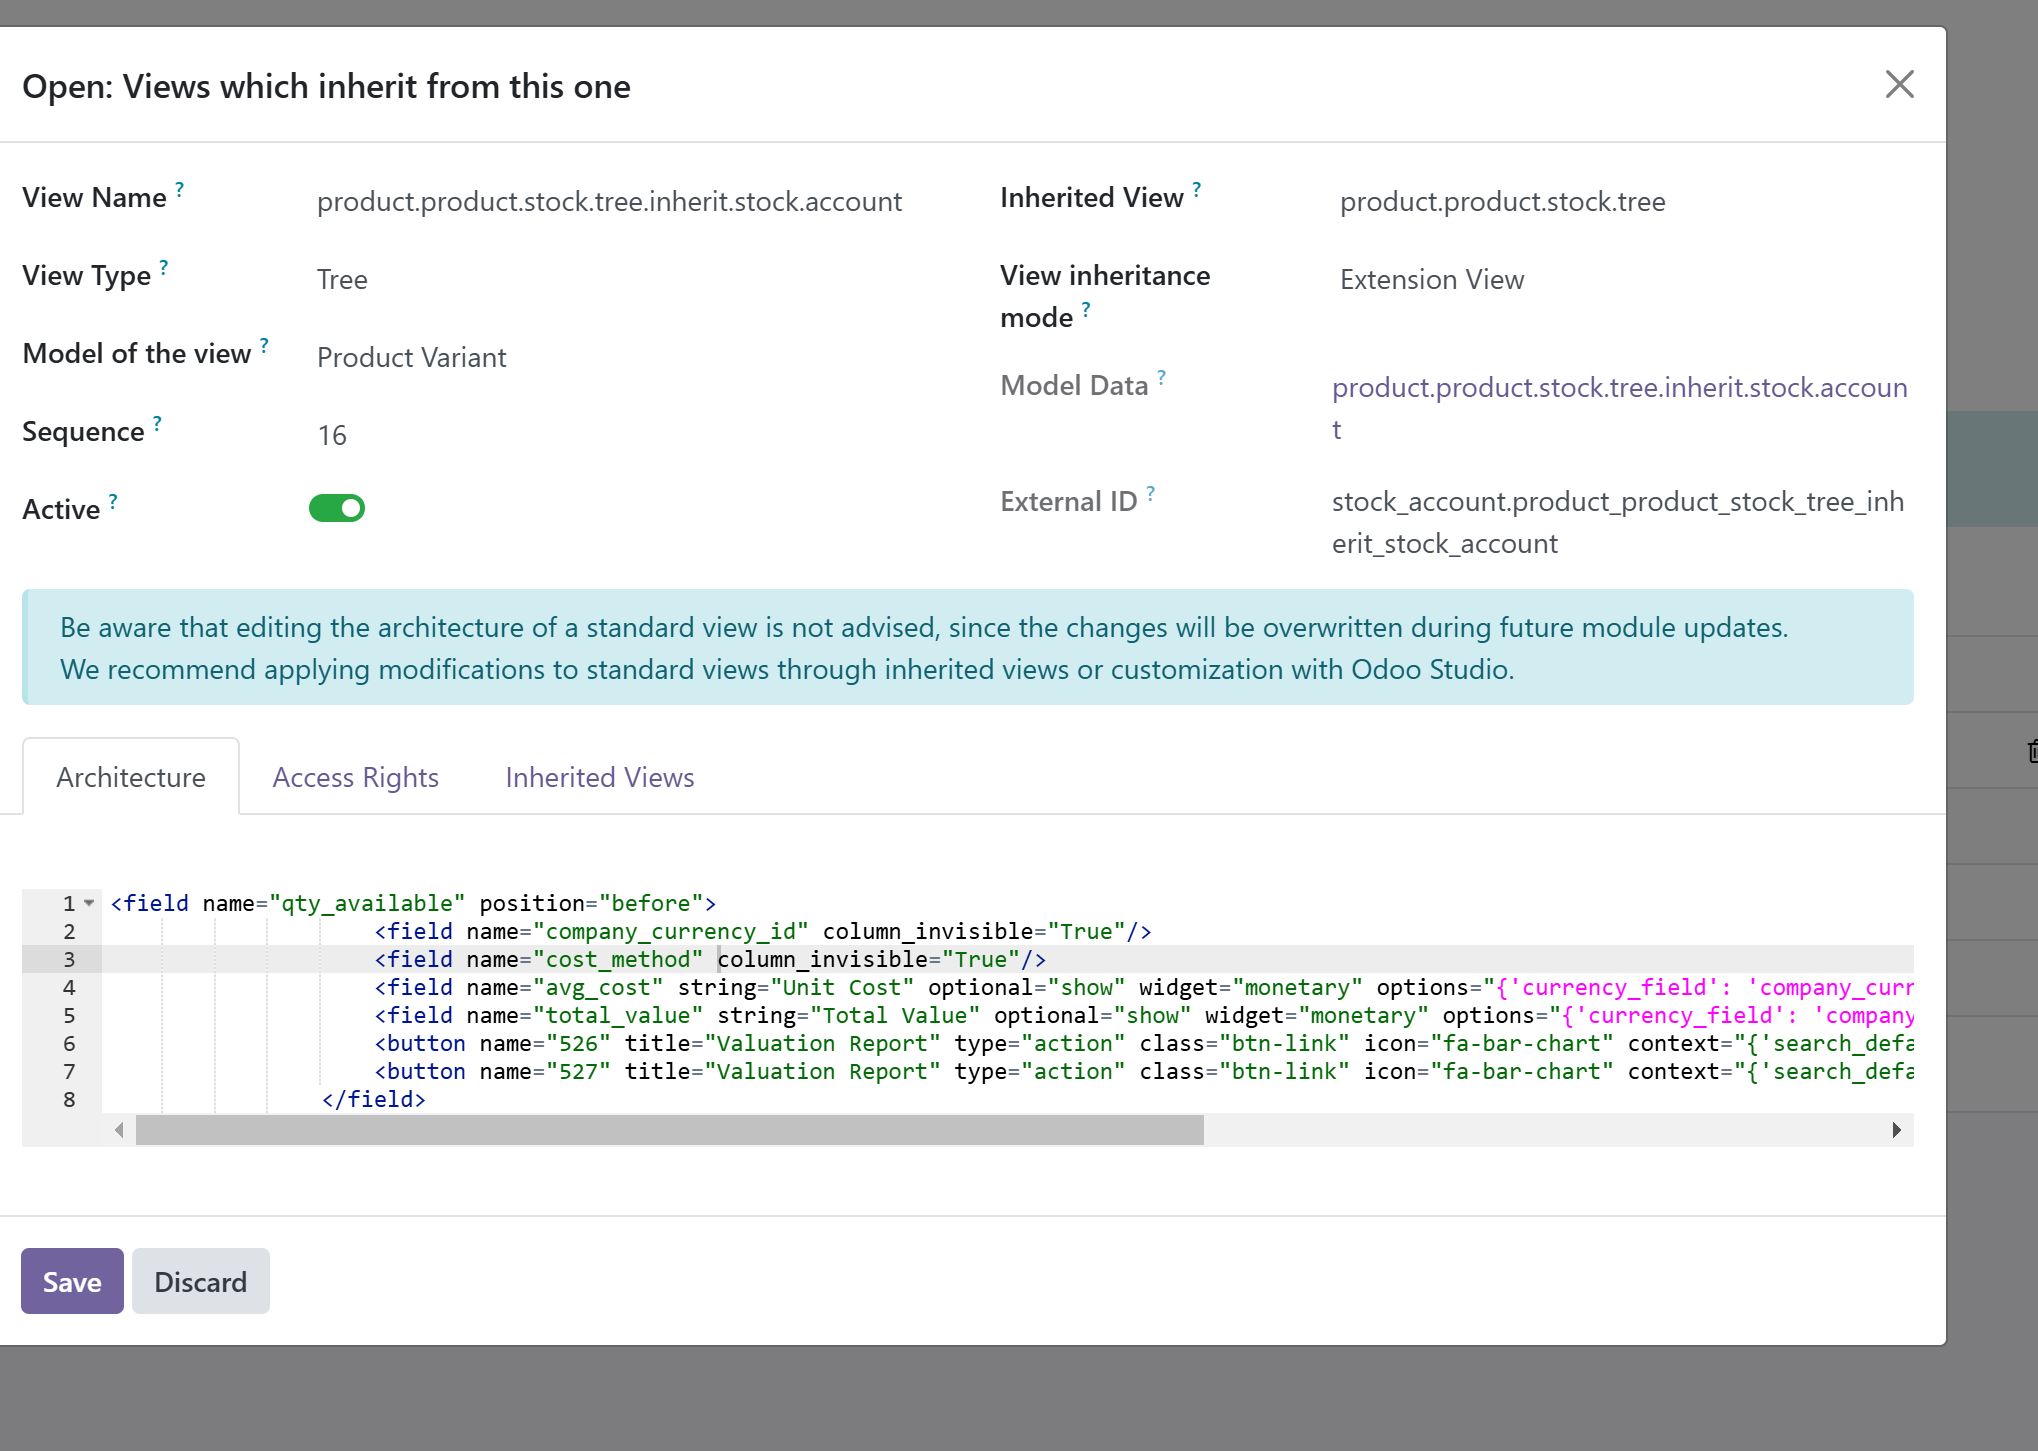 Open: Views which inherit from this one
View Name ?
product.product.stock.tree.inherit.stock.account
View Type ?
Tree
Model of the view ?
Product Variant
Sequence ?
16
Active ?
Inherited View ?
product.product.stock.tree
View inheritance
mode ?
Extension View
Model Data ?
product.product.stock.tree.inherit.stock.accoun
t
External ID ?
stock_account.product_product_stock_tree_inh
erit_stock_account
Be aware that editing the architecture of a standard view is not advised, since the changes will be overwritten during future module updates.
We recommend applying modifications to standard views through inherited views or customization with Odoo Studio.
Architecture Access Rights Inherited Views
1 <field name="qty_available" position="before">
2 <field name="company_currency_id" column_invisible="True"/>
3 <field name="cost_method" column_invisible="True"/>
4 <field name="avg_cost" string="Unit Cost" optional="show" widget="monetary" options="{'currency_field': 'company_curr
5 <field name="total_value" string="Total Value" optional="show" widget="monetary" options="{'currency_field': 'company
6 <button name="526" title="Valuation Report" type="action" class="btn-link" icon="fa-bar-chart" context="{'search_defa
7 <button name="527" title="Valuation Report" type="action" class="btn-link" icon="fa-bar-chart" context="{'search_defa
8 </field>
Save Discard